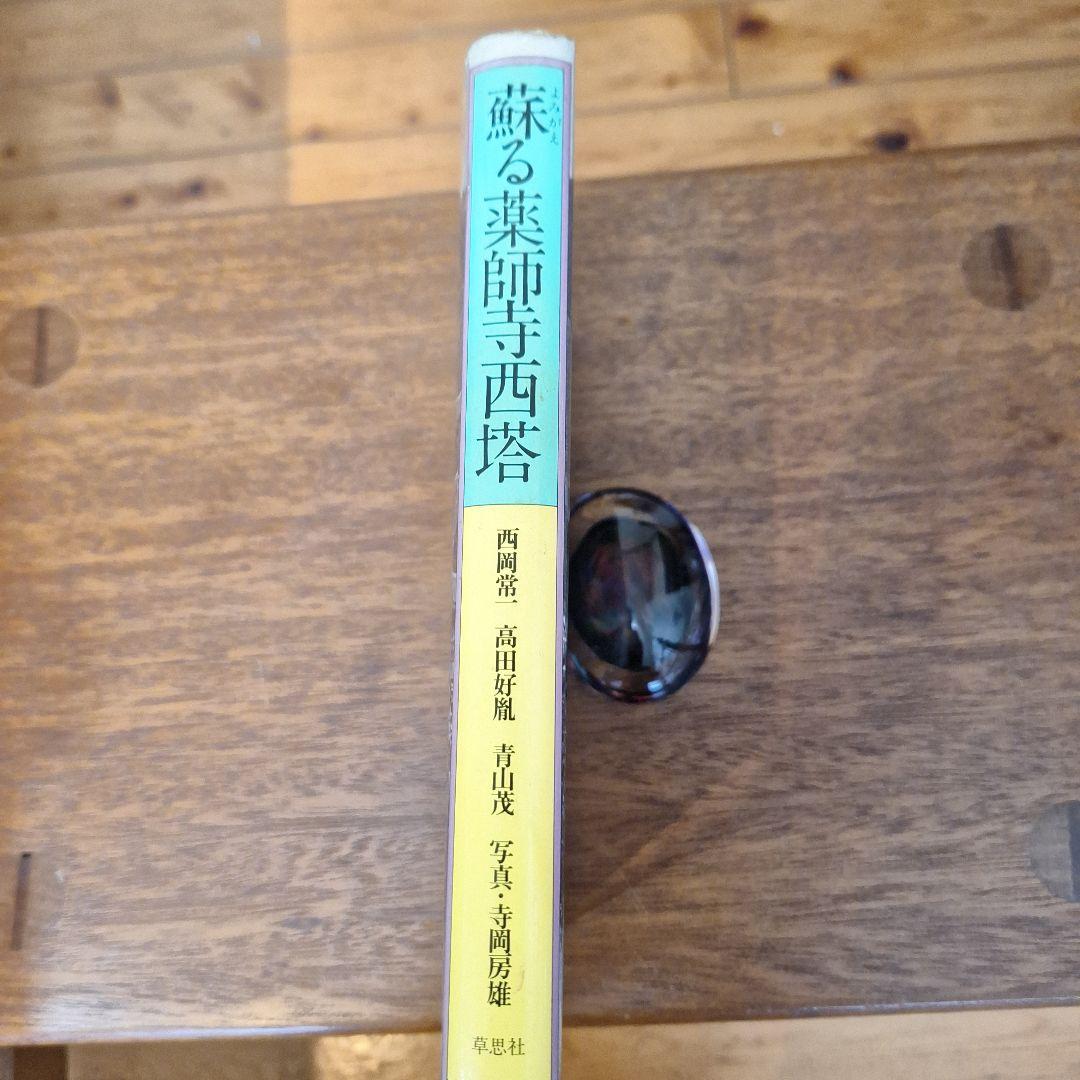 蘇る薬師寺西塔
よみがえ
西岡常一 高田好胤 青山茂 写真・寺岡房雄
草思社